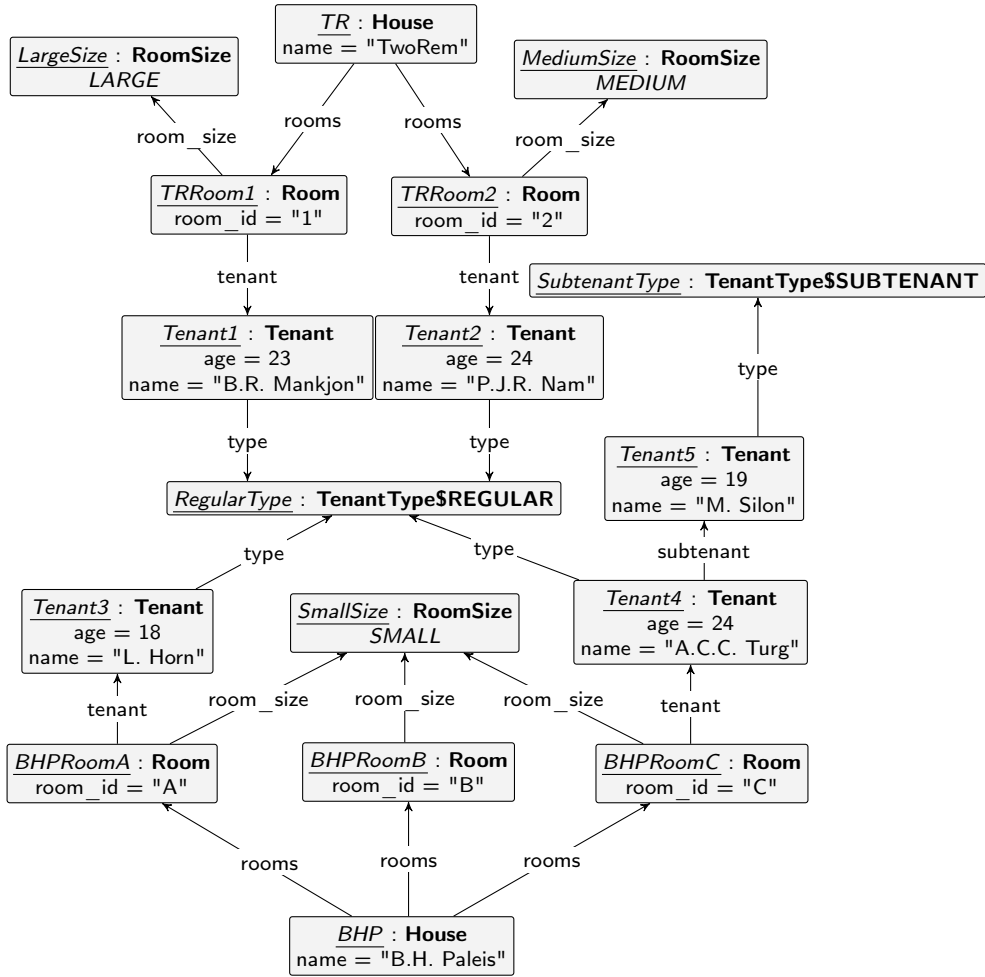 TR : House
name = "TwoRem"
LargeSize : RoomSize
LARGE
MediumSize : RoomSize
MEDIUM
rooms
rooms
room_size
room_size
TRRoom1 : Room
room_id = "1"
TRRoom2 : Room
room_id = "2"
tenant
tenant
SubtenantType : TenantType$SUBTENANT
Tenant1 : Tenant
age = 23
name = "B.R. Mankjon"
Tenant2 : Tenant
age = 24
name = "P.J.R. Nam"
type
type
type
Tenant5 : Tenant
age = 19
name = "M. Silon"
RegularType : TenantType$REGULAR
type
type
subtenant
Tenant3 : Tenant
age = 18
name = "L. Horn"
SmallSize : RoomSize
SMALL
Tenant4 : Tenant
age = 24
name = "A.C.C. Turg"
tenant
room_size
room_size
room_size
tenant
BHPRoomA : Room
room_id = "A"
BHPRoomB : Room
room_id = "B"
BHPRoomC : Room
room_id = "C"
rooms
rooms
rooms
BHP : House
name = "B.H. Paleis"